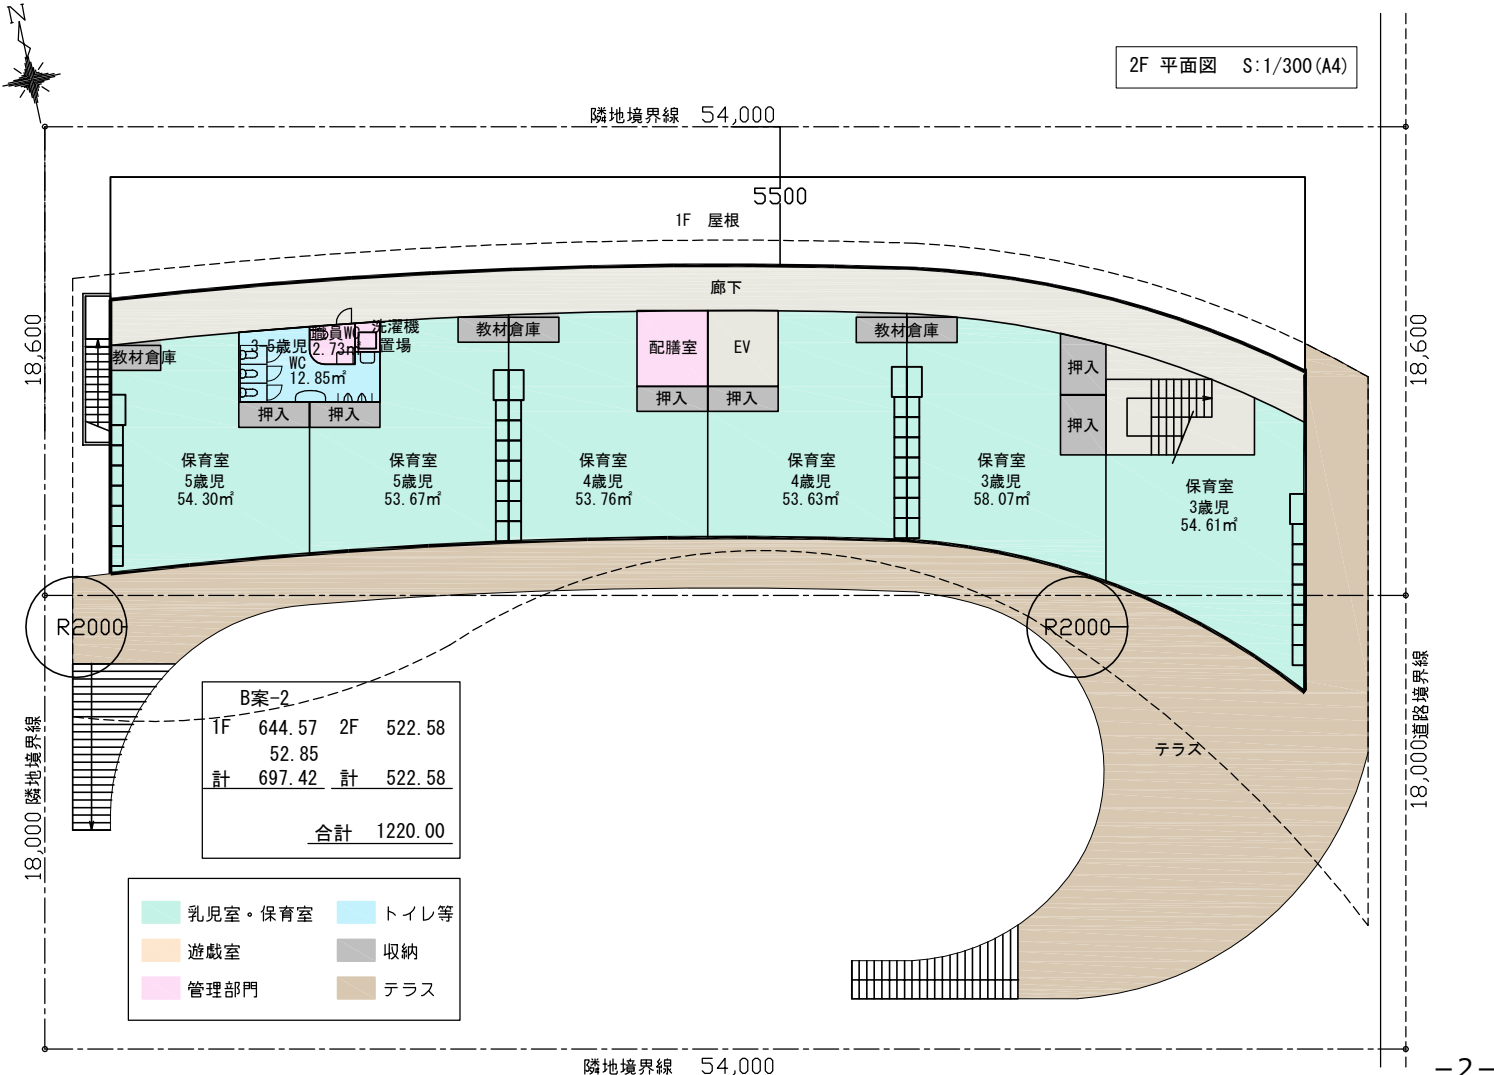 N
2F 平面図 S:1/300(A4)
隣地境界線 54,000
5500
1F 屋根
廊下
18,600
18,600
教材倉庫
3-5歳児
WC
12.85㎡
職員WC
2.73㎡
洗濯機
置場
教材倉庫
配膳室
EV
教材倉庫
押入
押入
押入
押入
押入
押入
保育室
5歳児
54.30㎡
保育室
5歳児
53.67㎡
保育室
4歳児
53.76㎡
保育室
4歳児
53.63㎡
保育室
3歳児
58.07㎡
保育室
3歳児
54.61㎡
R2000
R2000
テラス
18,000 隣地境界線
18,000道路境界線
B案-2
1F 644.57 2F 522.58
52.85
計 697.42 計 522.58
合計 1220.00
乳児室・保育室
トイレ等
遊戯室
収納
管理部門
テラス
隣地境界線 54,000
-2-